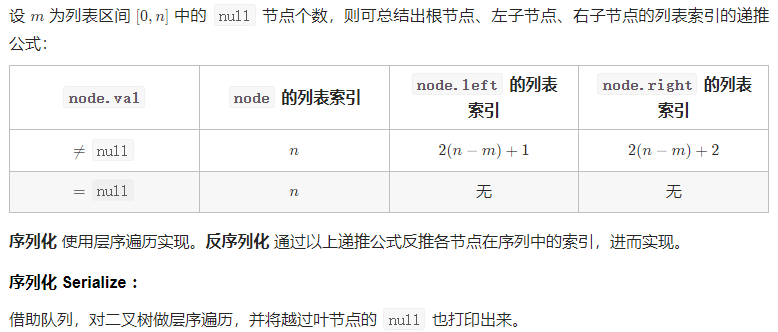 设 m 为列表区间 [0, n] 中的 null 节点个数，则可总结出根节点、左子节点、右子节点的列表索引的递推
公式：
node.val node 的列表索引 node.left 的列表 node.right 的列表
索引 索引
≠ null n 2(n − m) + 1 2(n − m) + 2
= null n 无 无
序列化 使用层序遍历实现。反序列化 通过以上递推公式反推各节点在序列中的索引，进而实现。
序列化 Serialize：
借助队列，对二叉树做层序遍历，并将越过叶节点的 null 也打印出来。